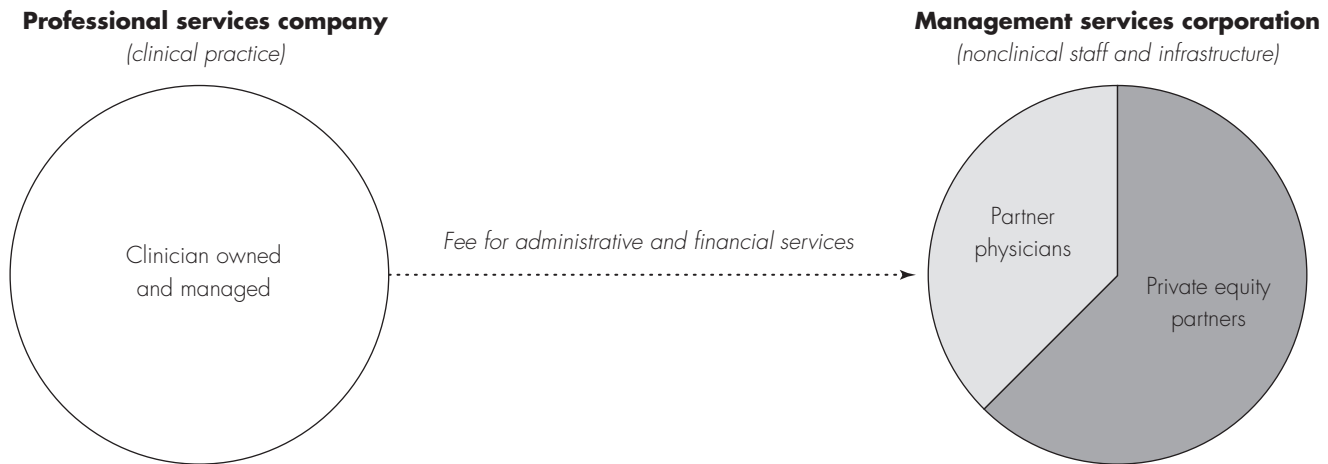 Professional services company
(clinical practice)
Clinician owned
and managed
Fee for administrative and financial services
Management services corporation
(nonclinical staff and infrastructure)
Partner
physicians
Private equity
partners